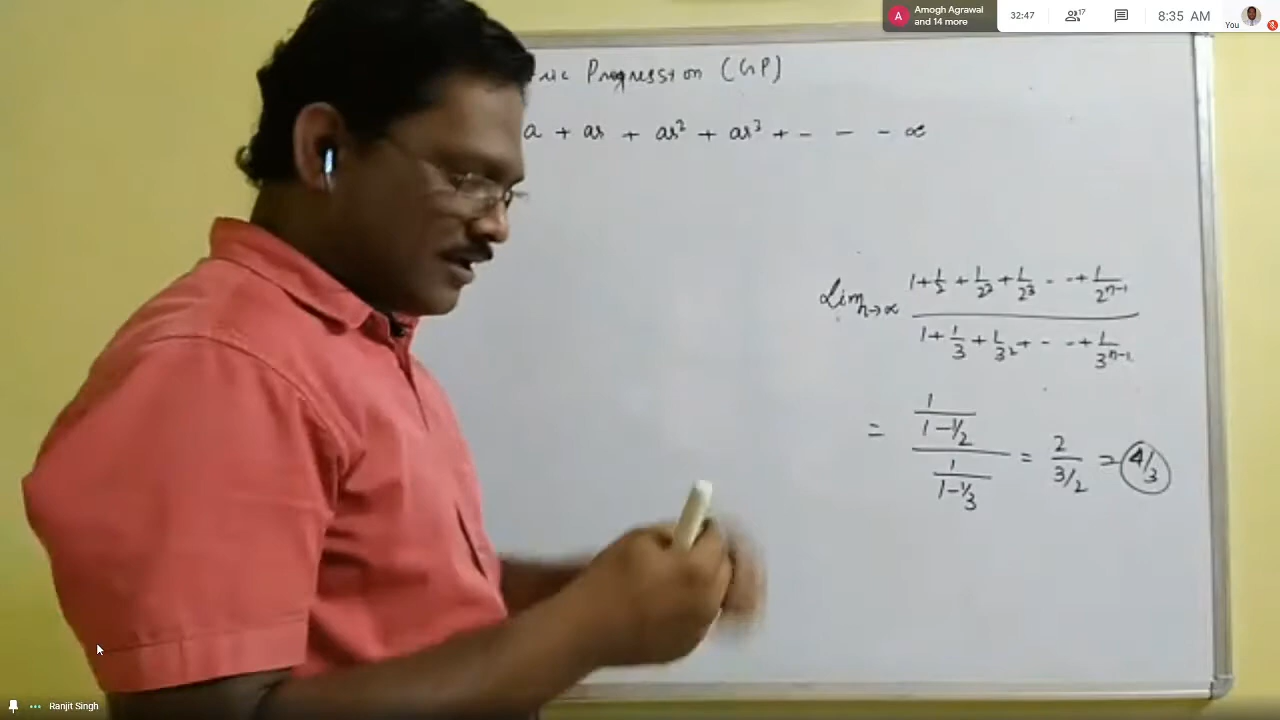 A Amogh Agrawal
and 14 more
32:47
17
8:35 AM
You
ric Progression (GP)
a + ar + ar² + ar³ + - - - ∝
Lim n→∝ (1 + 1/2 + 1/2² + 1/2³ - - + 1/2ⁿ⁻¹) / (1 + 1/3 + 1/3² + - - + 1/3ⁿ⁻¹)
= (1/(1-1/2)) / (1/(1-1/3)) = 2/(3/2) = 4/3
Ranjit Singh